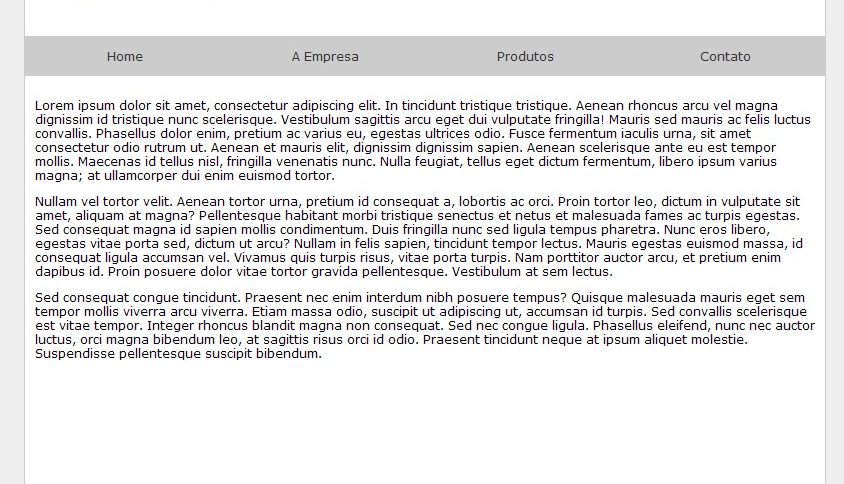 Home A Empresa Produtos Contato
Lorem ipsum dolor sit amet, consectetur adipiscing elit. In tincidunt tristique tristique. Aenean rhoncus arcu vel magna
dignissim id tristique nunc scelerisque. Vestibulum sagittis arcu eget dui vulputate fringilla! Mauris sed mauris ac felis luctus
convallis. Phasellus dolor enim, pretium ac varius eu, egestas ultrices odio. Fusce fermentum iaculis urna, sit amet
consectetur odio rutrum ut. Aenean et mauris elit, dignissim dignissim sapien. Aenean scelerisque ante eu est tempor
mollis. Maecenas id tellus nisl, fringilla venenatis nunc. Nulla feugiat, tellus eget dictum fermentum, libero ipsum varius
magna; at ullamcorper dui enim euismod tortor.
Nullam vel tortor velit. Aenean tortor urna, pretium id consequat a, lobortis ac orci. Proin tortor leo, dictum in vulputate sit
amet, aliquam at magna? Pellentesque habitant morbi tristique senectus et netus et malesuada fames ac turpis egestas.
Sed consequat magna id sapien mollis condimentum. Duis fringilla nunc sed ligula tempus pharetra. Nunc eros libero,
egestas vitae porta sed, dictum ut arcu? Nullam in felis sapien, tincidunt tempor lectus. Mauris egestas euismod massa, id
consequat ligula accumsan vel. Vivamus quis turpis risus, vitae porta turpis. Nam porttitor auctor arcu, et pretium enim
dapibus id. Proin posuere dolor vitae tortor gravida pellentesque. Vestibulum at sem lectus.
Sed consequat congue tincidunt. Praesent nec enim interdum nibh posuere tempus? Quisque malesuada mauris eget sem
tempor mollis viverra arcu viverra. Etiam massa odio, suscipit ut adipiscing ut, accumsan id turpis. Sed convallis scelerisque
est vitae tempor. Integer rhoncus blandit magna non consequat. Sed nec congue ligula. Phasellus eleifend, nunc nec auctor
luctus, orci magna bibendum leo, at sagittis risus orci id odio. Praesent tincidunt neque at ipsum aliquet molestie.
Suspendisse pellentesque suscipit bibendum.